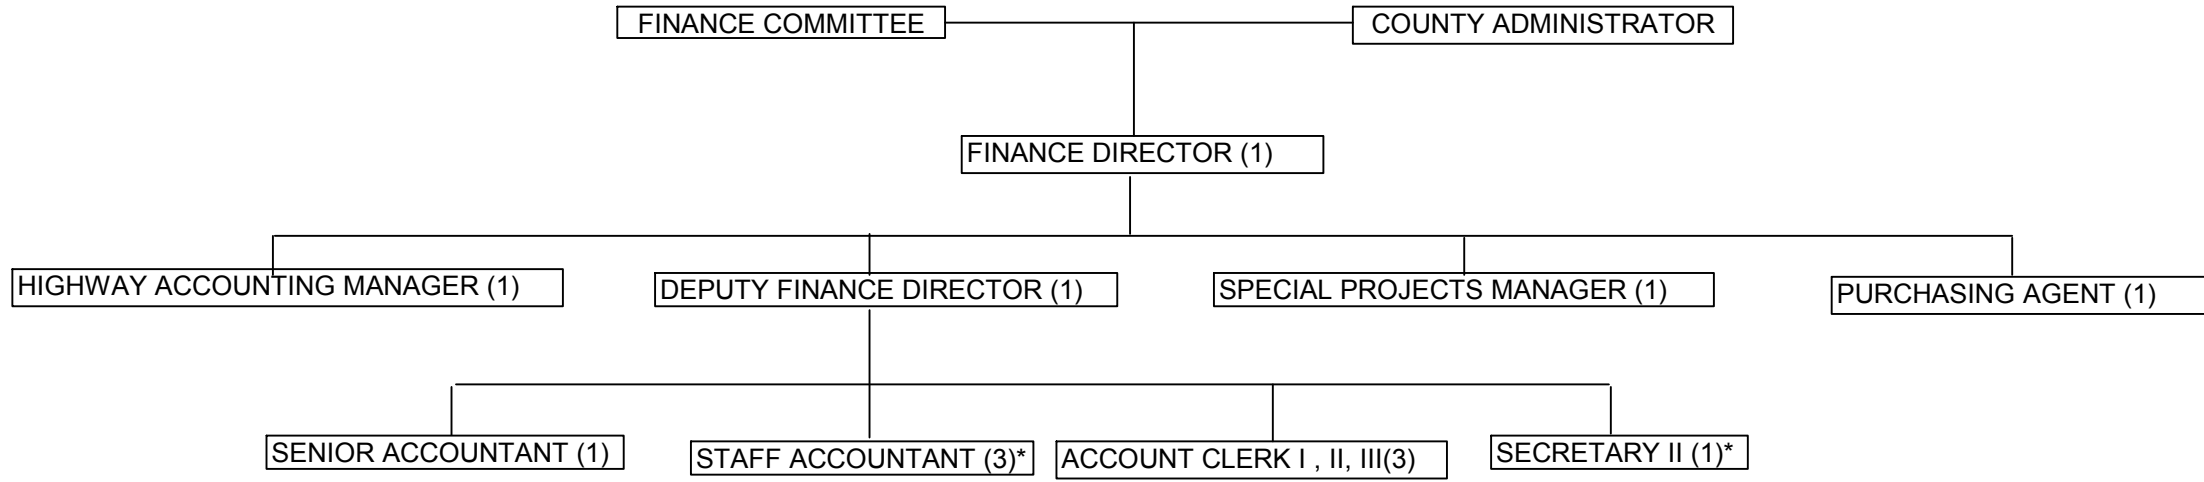 FINANCE COMMITTEE
COUNTY ADMINISTRATOR
FINANCE DIRECTOR (1)
HIGHWAY ACCOUNTING MANAGER (1)
DEPUTY FINANCE DIRECTOR (1)
SPECIAL PROJECTS MANAGER (1)
PURCHASING AGENT (1)
SENIOR ACCOUNTANT (1)
STAFF ACCOUNTANT (3)*
ACCOUNT CLERK I , II, III(3)
SECRETARY II (1)*